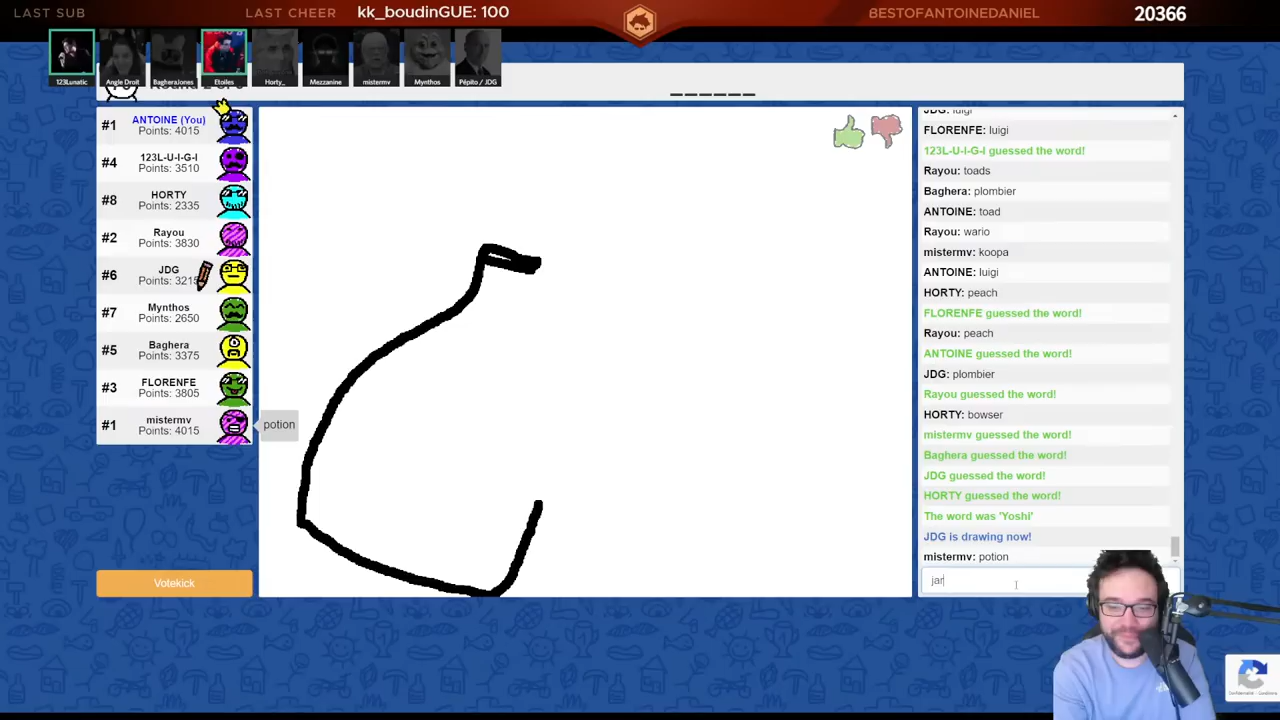 LAST SUB
LAST CHEER
kk_boudinGUE: 100
BESTOFANTOINEDANIEL
20366
123Lunatic
Angle Droit
BagheraJones
Etoiles
Horty_
Mezzanine
mistermv
Mynthos
Pépito / JDG
______
#1 ANTOINE (You)
Points: 4015
#4 123L-U-I-G-I
Points: 3510
#8 HORTY
Points: 2335
#2 Rayou
Points: 3830
#6 JDG
Points: 3215
#7 Mynthos
Points: 2650
#5 Baghera
Points: 3375
#3 FLORENFE
Points: 3805
#1 mistermv
Points: 4015
potion
Votekick
JDG: luigi
FLORENFE: luigi
123L-U-I-G-I guessed the word!
Rayou: toads
Baghera: plombier
ANTOINE: toad
Rayou: wario
mistermv: koopa
ANTOINE: luigi
HORTY: peach
FLORENFE guessed the word!
Rayou: peach
ANTOINE guessed the word!
JDG: plombier
Rayou guessed the word!
HORTY: bowser
mistermv guessed the word!
Baghera guessed the word!
JDG guessed the word!
HORTY guessed the word!
The word was 'Yoshi'
JDG is drawing now!
mistermv: potion
jar